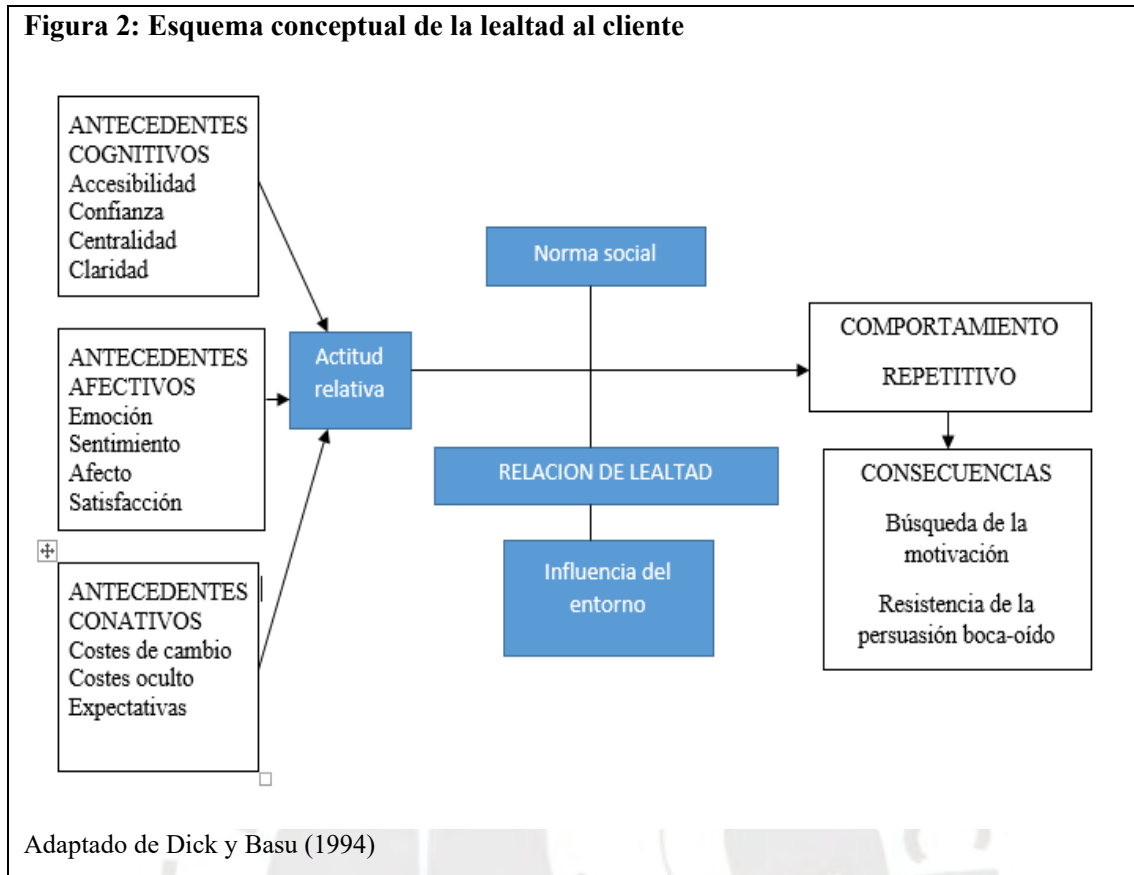 Figura 2: Esquema conceptual de la lealtad al cliente
ANTECEDENTES
COGNITIVOS
Accesibilidad
Confianza
Centralidad
Claridad
ANTECEDENTES
AFECTIVOS
Emoción
Sentimiento
Afecto
Satisfacción
ANTECEDENTES
CONATIVOS
Costes de cambio
Costes oculto
Expectativas
Actitud
relativa
Norma social
RELACION DE LEALTAD
Influencia del
entorno
COMPORTAMIENTO
REPETITIVO
CONSECUENCIAS
Búsqueda de la
motivación
Resistencia de la
persuasión boca-oído
Adaptado de Dick y Basu (1994)